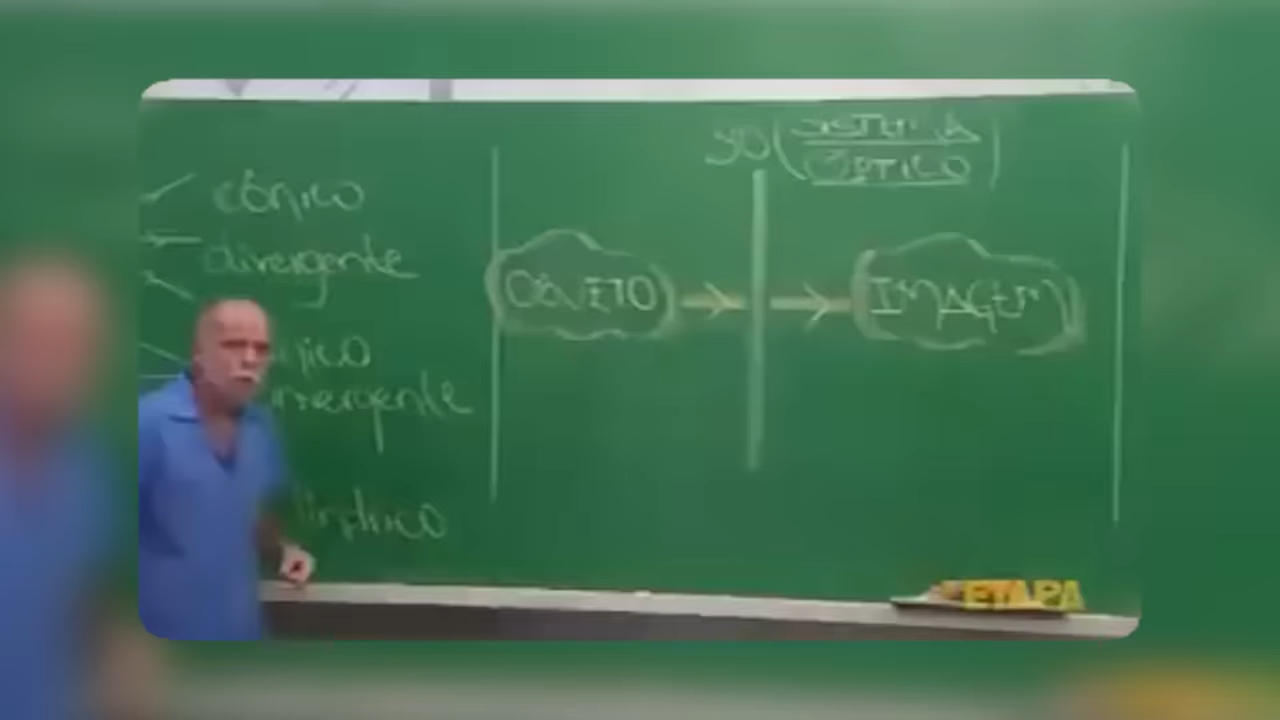 cônico
divergente
SO (SISTEMA
ÓPTICO)
OBJETO
IMAGEM
ETAPA